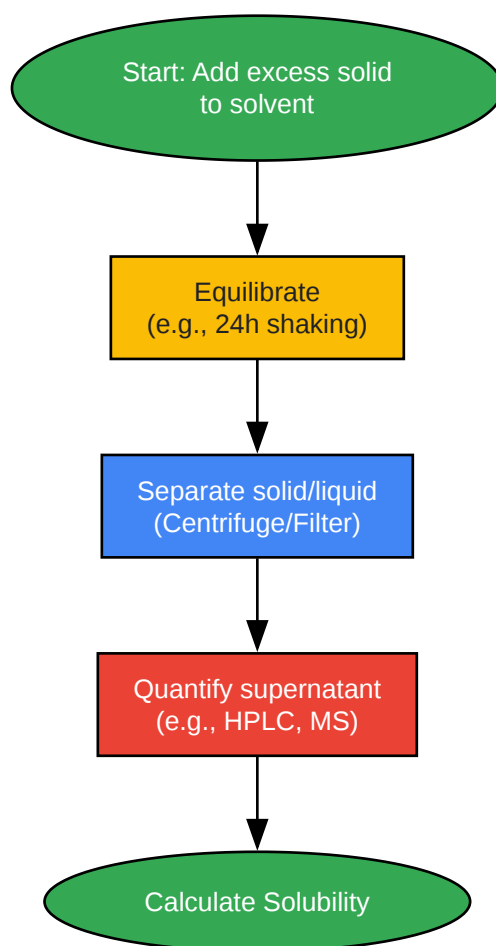 Start: Add excess solid
to solvent
Equilibrate
(e.g., 24h shaking)
Separate solid/liquid
(Centrifuge/Filter)
Quantify supernatant
(e.g., HPLC, MS)
Calculate Solubility